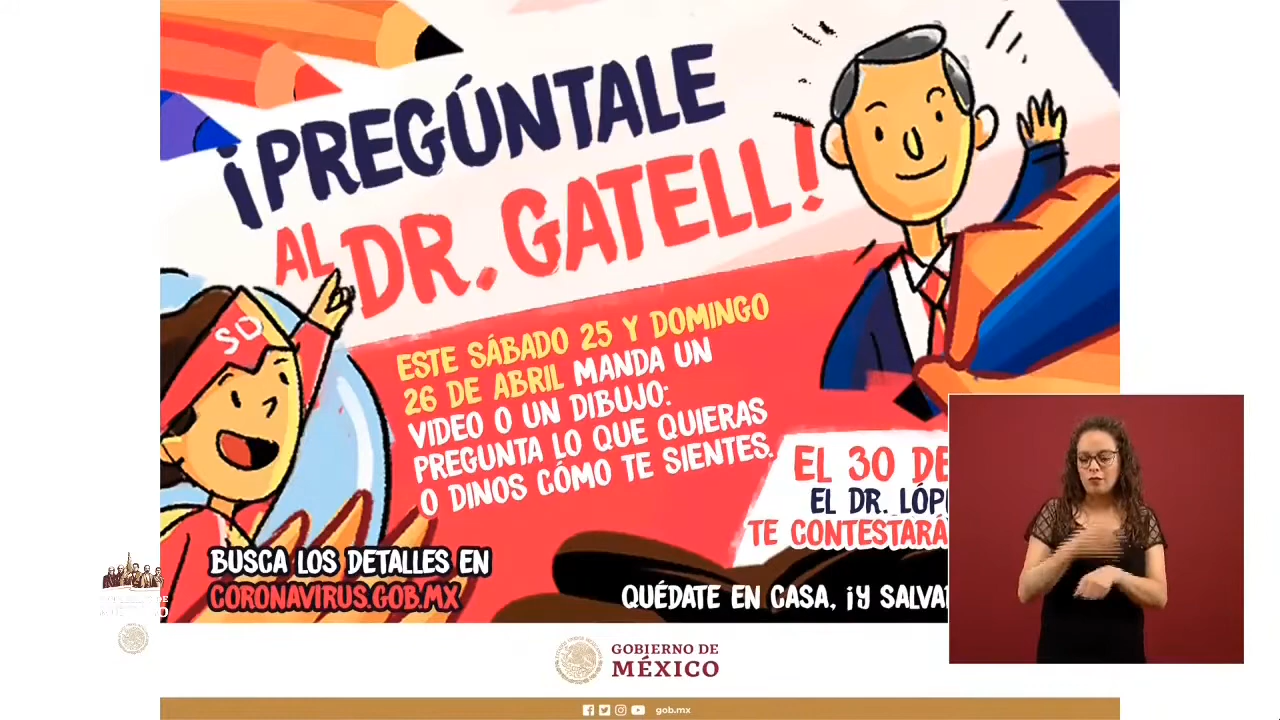 ¡PREGÚNTALE
AL DR. GATELL!
SD
ESTE SÁBADO 25 Y DOMINGO
26 DE ABRIL MANDA UN
VIDEO O UN DIBUJO:
PREGUNTA LO QUE QUIERAS
O DINOS CÓMO TE SIENTES.
EL 30 DE
EL DR.
TE CONTESTARÁ
BUSCA LOS DETALLES EN
CORONAVIRUS.GOB.MX
QUÉDATE EN CASA, ¡Y
GOBIERNO DE
MÉXICO
gob.mx